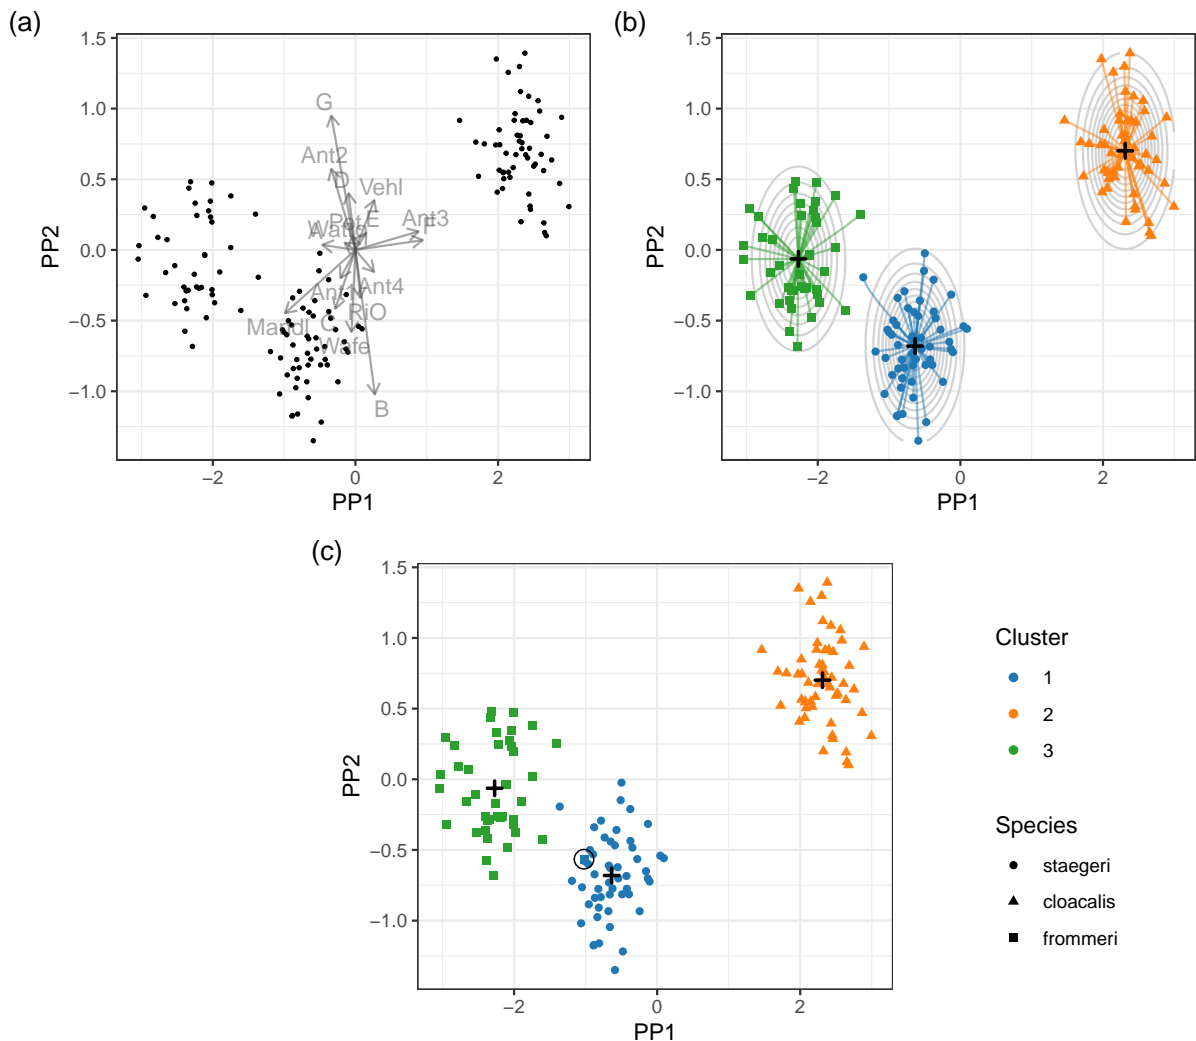 (a)
1.5
1.0
0.5
0.0
−0.5
−1.0
PP2
G
Ant2
D
Vehl
Pet
E
Ant3
F
Ant4
RiO
C
Mandl
Wafe
B
−2
0
2
PP1
(b)
1.5
1.0
0.5
0.0
−0.5
−1.0
PP2
−2
0
2
PP1
(c)
1.5
1.0
0.5
0.0
−0.5
−1.0
PP2
−2
0
2
PP1
Cluster
1
2
3
Species
staegeri
cloacalis
frommeri